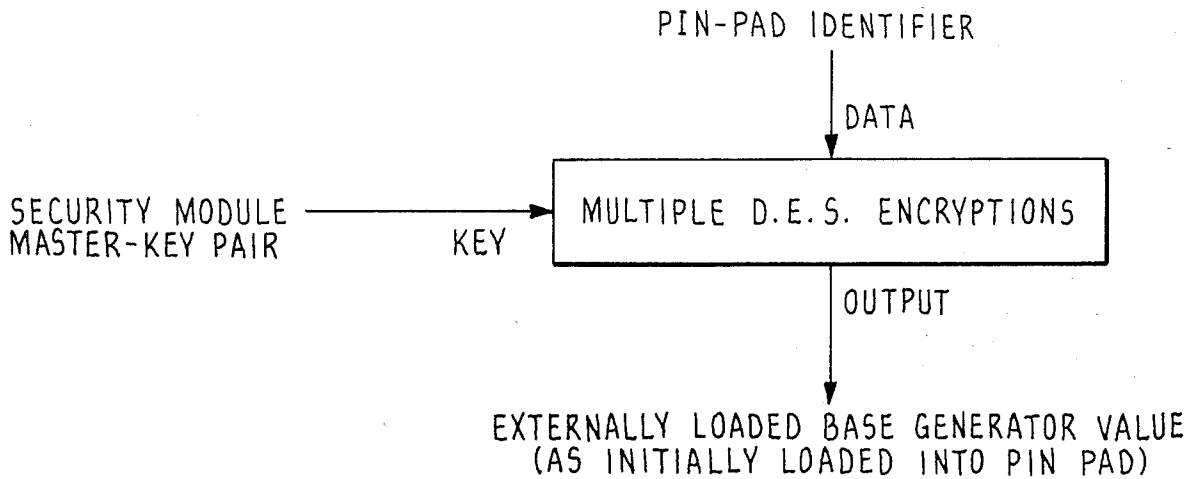 PIN-PAD IDENTIFIER
DATA
SECURITY MODULE
MASTER-KEY PAIR
KEY
MULTIPLE D.E.S. ENCRYPTIONS
OUTPUT
EXTERNALLY LOADED BASE GENERATOR VALUE
(AS INITIALLY LOADED INTO PIN PAD)